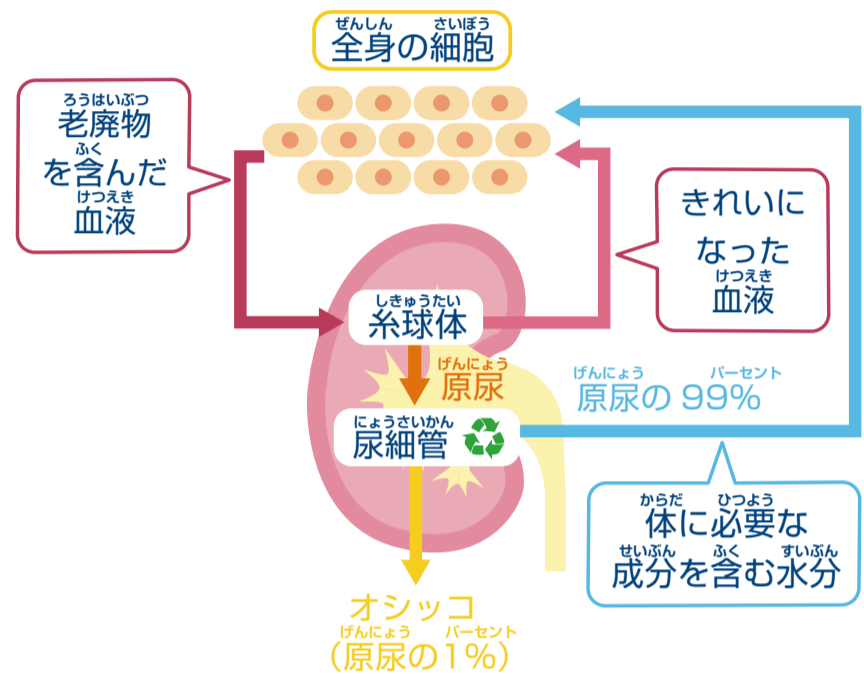 ぜんしん さいぼう
全身の細胞
ろうはいぶつ
老廃物
ふく
を含んだ
けつえき
血液
きれいに
なった
けつえき
血液
しきゅうたい
糸球体
げんにょう
原尿
げんにょう パーセント
原尿の 99%
にょうさいかん
尿細管
からだ ひつよう
体に必要な
せいぶん ふく すいぶん
成分を含む水分
オシッコ
げんにょう パーセント
(原尿の1%)